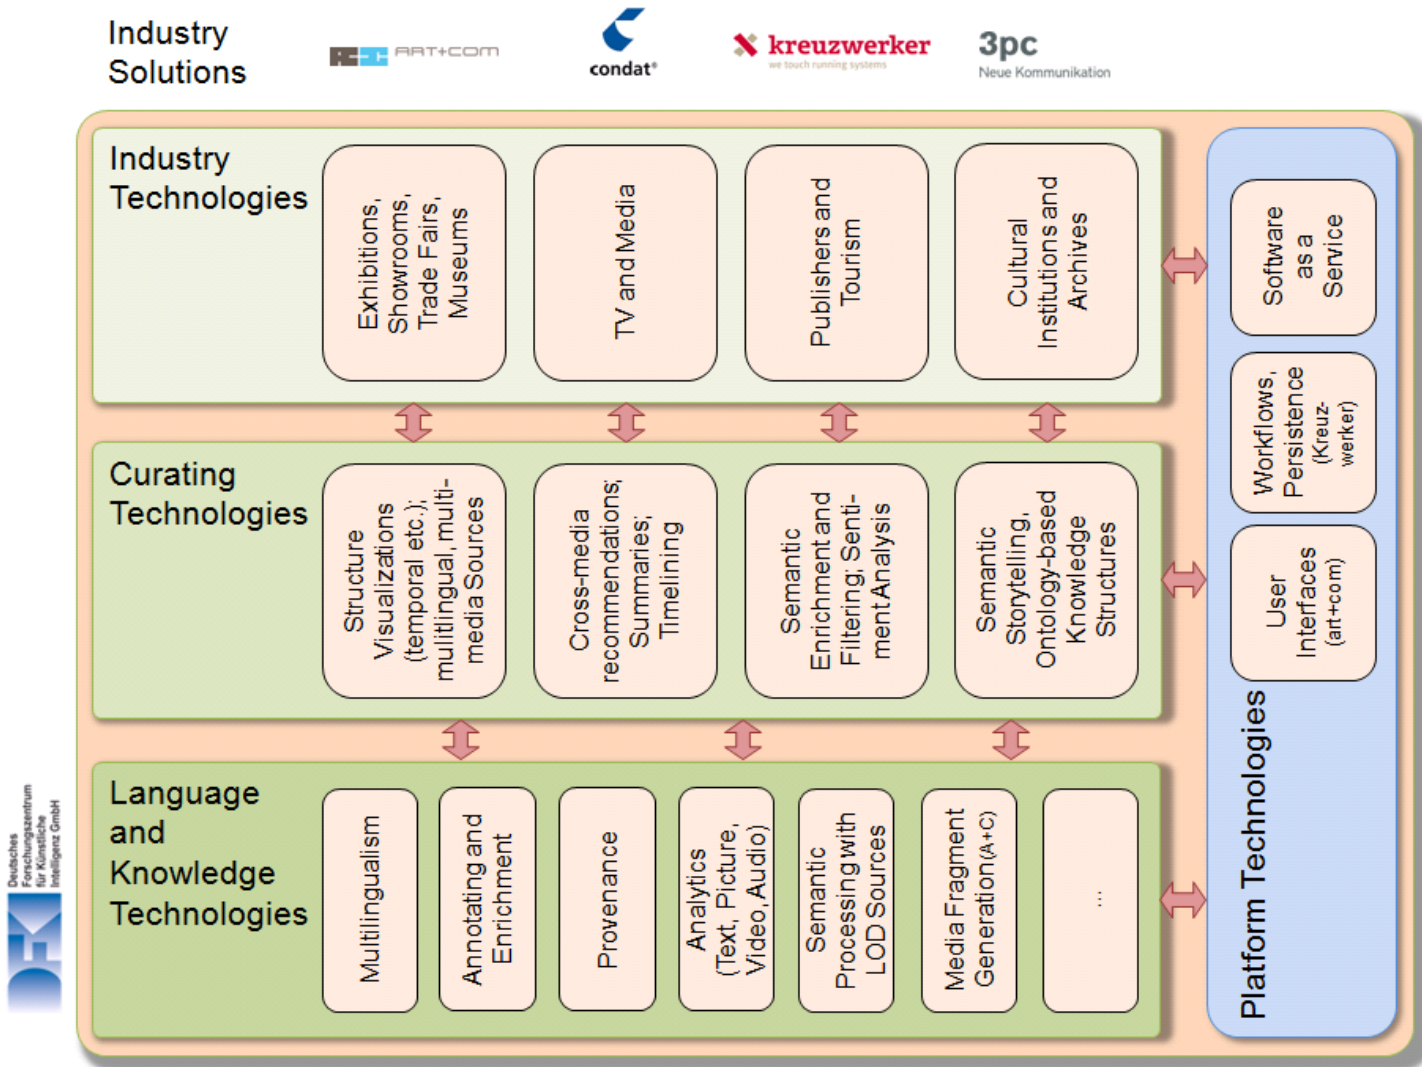 Industry
Solutions
ART+COM
condat®
kreuzwerker
we touch running systems
3pc
Neue Kommunikation
Industry
Technologies
Exhibitions,
Showrooms,
Trade Fairs,
Museums
TV and Media
Publishers and
Tourism
Cultural
Institutions and
Archives
Curating
Technologies
Structure
Visualizations
(temporal etc.);
mulitlingual, multi-
media Sources
Cross-media
recommendations;
Summaries;
Timelining
Semantic
Enrichment and
Filtering; Senti-
ment Analysis
Semantic
Storytelling,
Ontology-based
Knowledge
Structures
Language
and
Knowledge
Technologies
Multilingualism
Annotating and
Enrichment
Provenance
Analytics
(Text, Picture,
Video, Audio)
Semantic
Processing with
LOD Sources
Media Fragment
Generation (A+C)
...
Platform Technologies
Software
as a
Service
Workflows,
Persistence
(Kreuz-
werker)
User
Interfaces
(art+com)
Deutsches
Forschungszentrum
für Künstliche
Intelligenz GmbH
DFKI